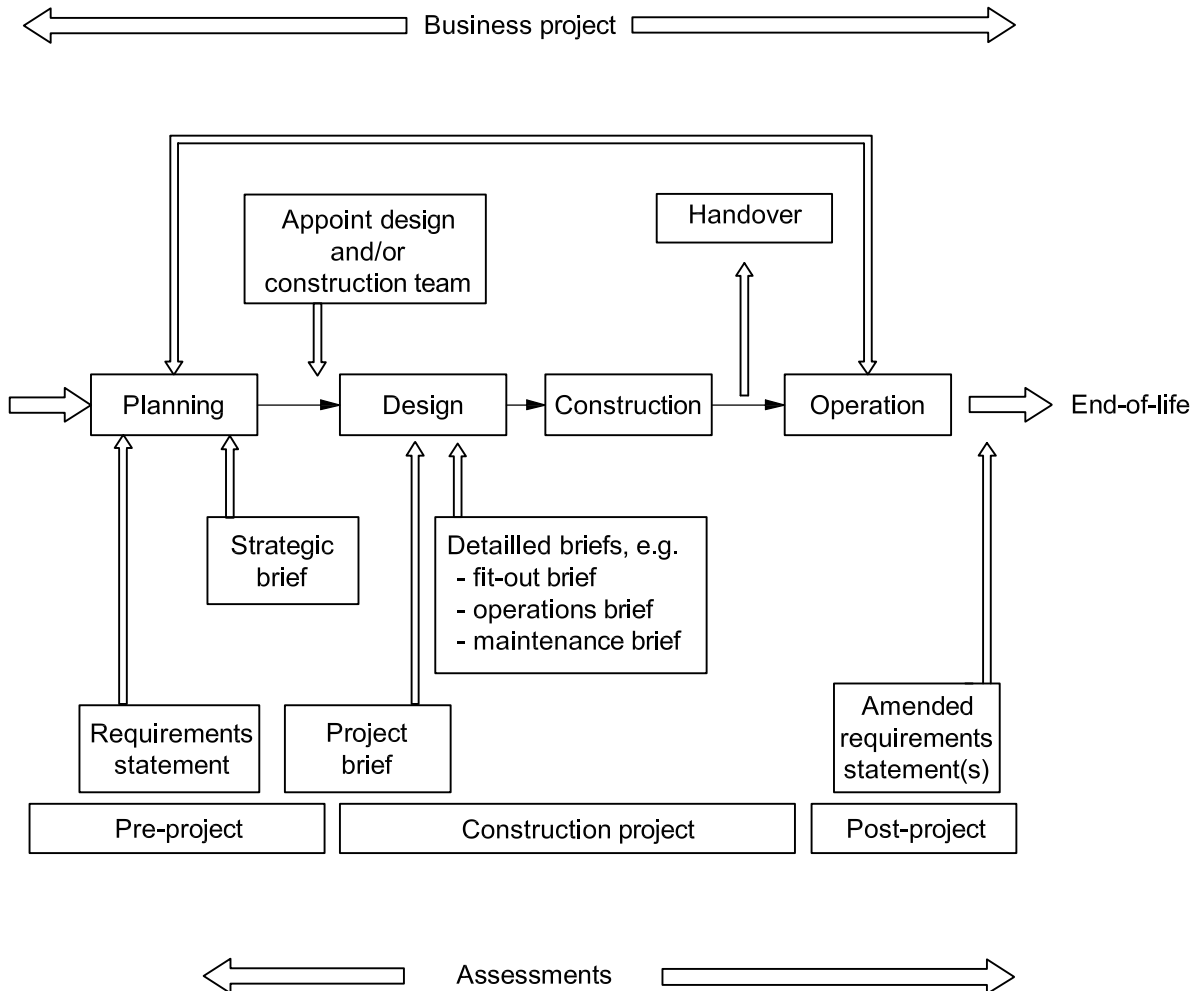 Business project
Appoint design
and/or
construction team
Handover
Planning
Design
Construction
Operation
End-of-life
Strategic
brief
Detailled briefs, e.g.
- fit-out brief
- operations brief
- maintenance brief
Requirements
statement
Project
brief
Amended
requirements
statement(s)
Pre-project
Construction project
Post-project
Assessments